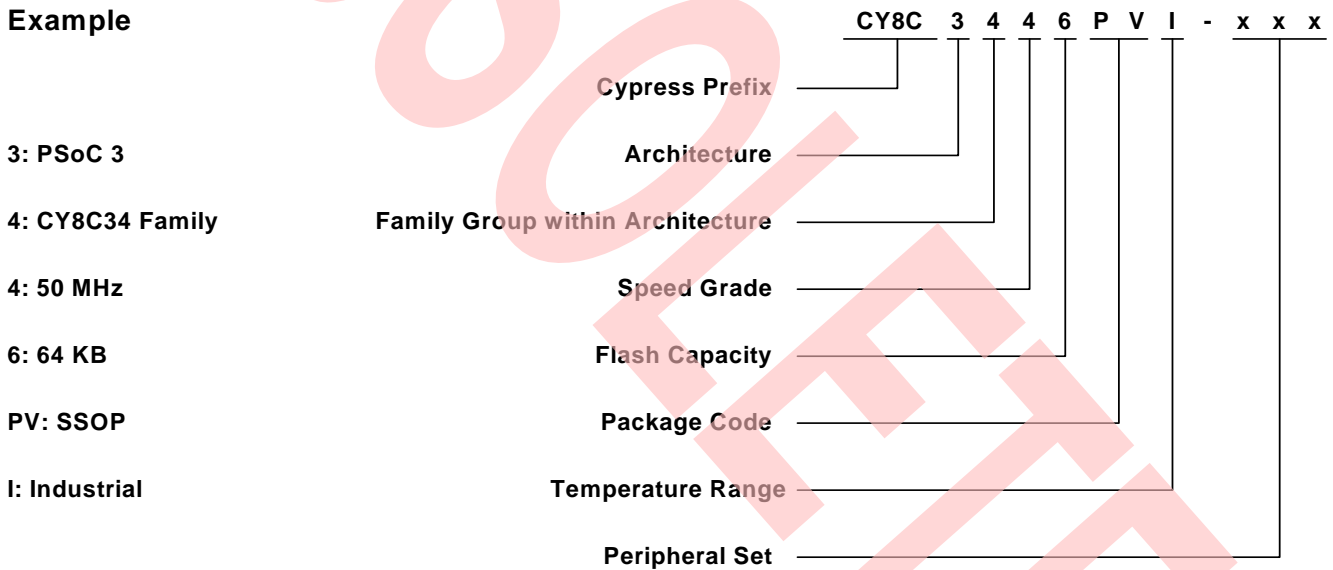 Example CY8C 3 4 4 6 P V I - x x x
Cypress Prefix
3: PSoC 3 Architecture
4: CY8C34 Family Family Group within Architecture
4: 50 MHz Speed Grade
6: 64 KB Flash Capacity
PV: SSOP Package Code
I: Industrial Temperature Range
Peripheral Set